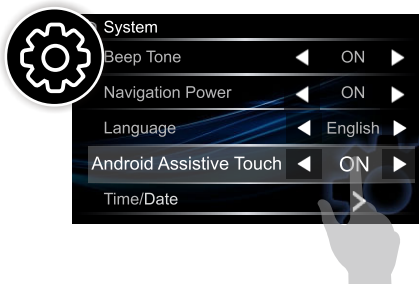 System
Beep Tone ON
Navigation Power ON
Language English
Android Assistive Touch ON
Time/Date